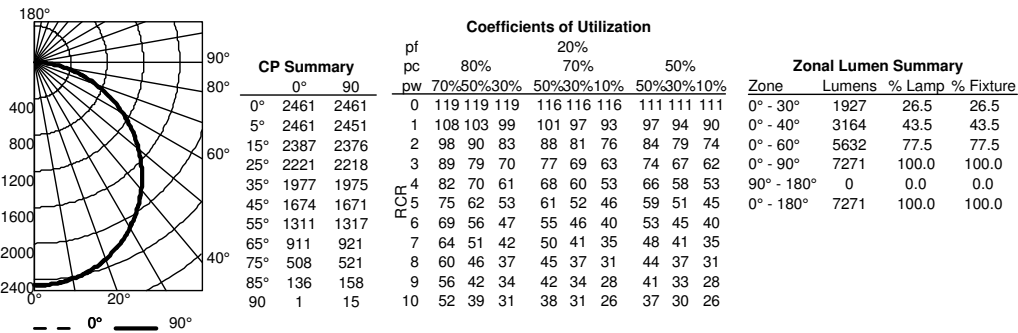 180°
90°
80°
60°
40°
400
800
1200
1600
2000
2400
0° 20°
0° 90°
CP Summary
0° 90
0° 2461 2461
5° 2461 2451
15° 2387 2376
25° 2221 2218
35° 1977 1975
45° 1674 1671
55° 1311 1317
65° 911 921
75° 508 521
85° 136 158
90 1 15
Coefficients of Utilization
pf 20%
pc 80% 70% 50%
pw 70%50%30% 50%30%10% 50%30%10%
RCR
0 119 119 119 116 116 116 111 111 111
1 108 103 99 101 97 93 97 94 90
2 98 90 83 88 81 76 84 79 74
3 89 79 70 77 69 63 74 67 62
4 82 70 61 68 60 53 66 58 53
5 75 62 53 61 52 46 59 51 45
6 69 56 47 55 46 40 53 45 40
7 64 51 42 50 41 35 48 41 35
8 60 46 37 45 37 31 44 37 31
9 56 42 34 42 34 28 41 33 28
10 52 39 31 38 31 26 37 30 26
Zonal Lumen Summary
Zone Lumens % Lamp % Fixture
0° - 30° 1927 26.5 26.5
0° - 40° 3164 43.5 43.5
0° - 60° 5632 77.5 77.5
0° - 90° 7271 100.0 100.0
90° - 180° 0 0.0 0.0
0° - 180° 7271 100.0 100.0